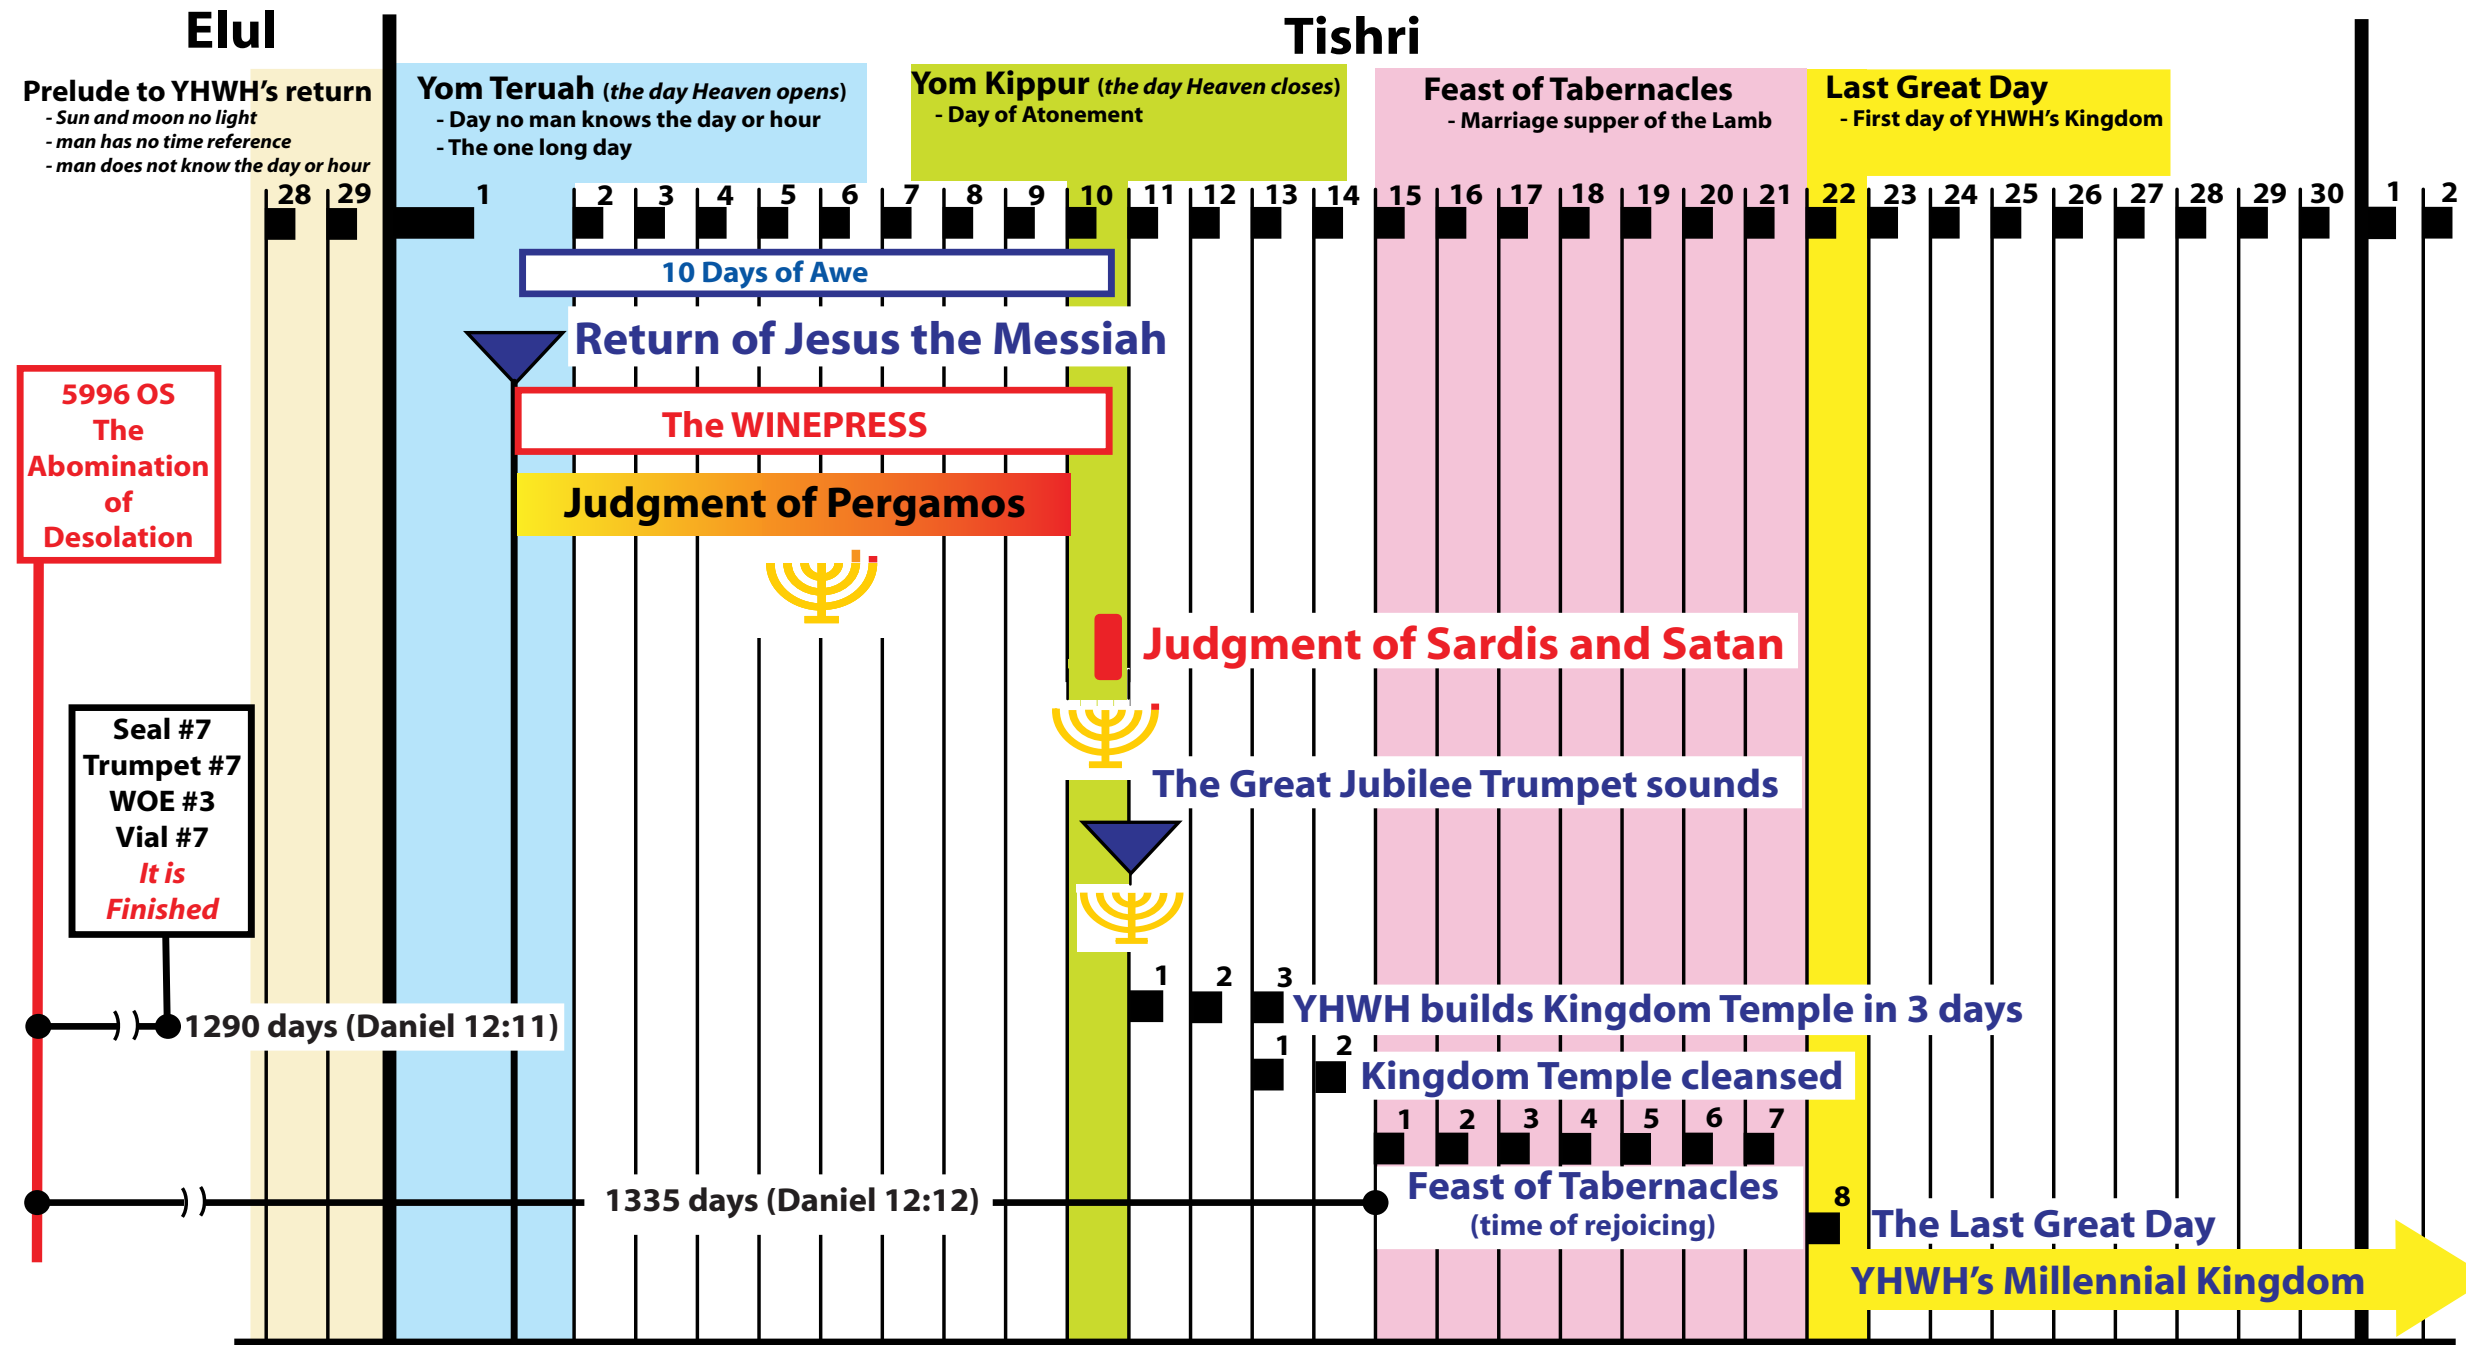 Elul
Tishri
Prelude to YHWH's return
- Sun and moon no light
- man has no time reference
- man does not know the day or hour
Yom Teruah (the day Heaven opens)
- Day no man knows the day or hour
- The one long day
Yom Kippur (the day Heaven closes)
- Day of Atonement
Feast of Tabernacles
- Marriage supper of the Lamb
Last Great Day
- First day of YHWH's Kingdom
28 29 1 2 3 4 5 6 7 8 9 10 11 12 13 14 15 16 17 18 19 20 21 22 23 24 25 26 27 28 29 30 1 2
10 Days of Awe
Return of Jesus the Messiah
5996 OS
The
Abomination
of
Desolation
The WINEPRESS
Judgment of Pergamos
Judgment of Sardis and Satan
Seal #7
Trumpet #7
WOE #3
Vial #7
It is
Finished
The Great Jubilee Trumpet sounds
1 2 3
YHWH builds Kingdom Temple in 3 days
1290 days (Daniel 12:11)
1 2
Kingdom Temple cleansed
1 2 3 4 5 6 7
1335 days (Daniel 12:12)
Feast of Tabernacles
(time of rejoicing)
8
The Last Great Day
YHWH's Millennial Kingdom